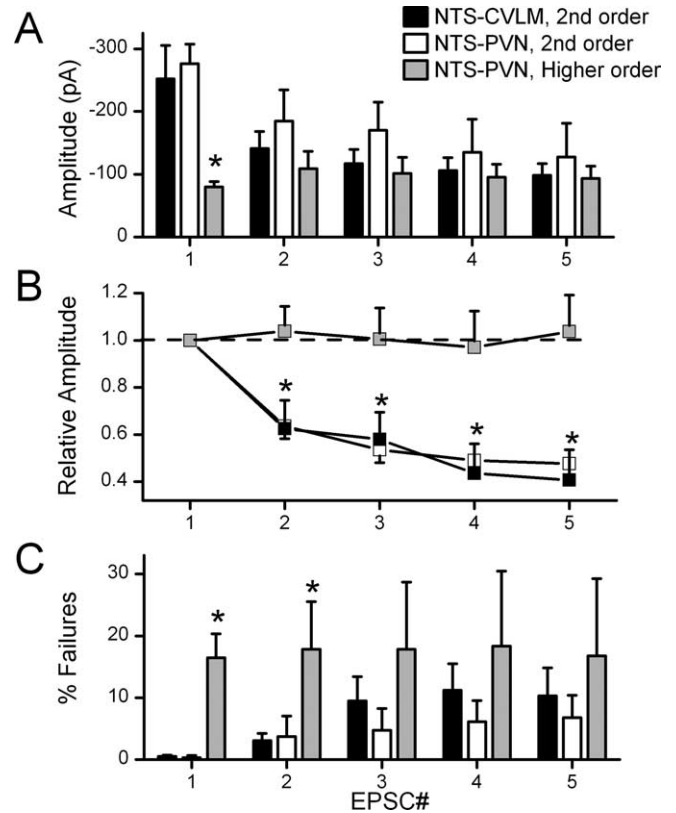 A
NTS-CVLM, 2nd order
NTS-PVN, 2nd order
NTS-PVN, Higher order
Amplitude (pA)
-300
-200
-100
0
*
1 2 3 4 5
B
Relative Amplitude
1.2
1.0
0.8
0.6
0.4
* * * *
1 2 3 4 5
C
% Failures
30
20
10
0
* *
1 2 3 4 5
EPSC#